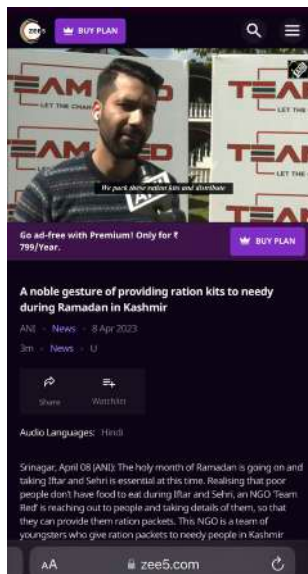 ZEE5
BUY PLAN
TEAM
LET THE
We pack these ration kits and distribute
Go ad-free with Premium! Only for ₹
799/Year.
BUY PLAN
A noble gesture of providing ration kits to needy
during Ramadan in Kashmir
ANI • News • 8 Apr 2023
3m • News • U
Share
Watchlist
Audio Languages: Hindi
Srinagar, April 08 (ANI): The holy month of Ramadan is going on and
taking Iftar and Sehri is essential at this time. Realising that poor
people don't have food to eat during Iftar and Sehri, an NGO 'Team
Red' is reaching out to people and taking details of them, so that
they can provide them ration packets. This NGO is a team of
youngsters who give ration packets to needy people in Kashmir
AA
zee5.com